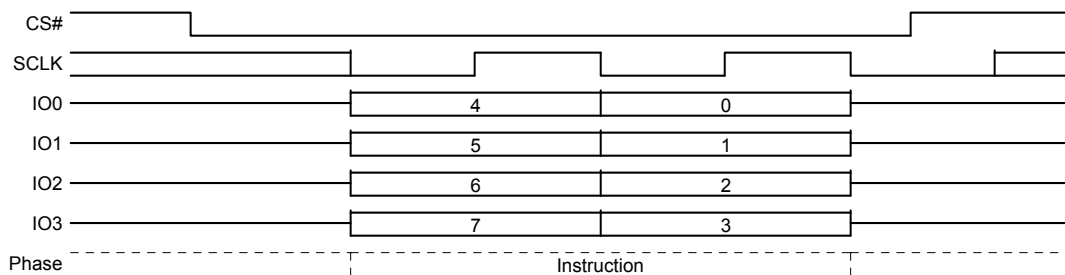 CS#
SCLK
IO0 4 0
IO1 5 1
IO2 6 2
IO3 7 3
Phase Instruction